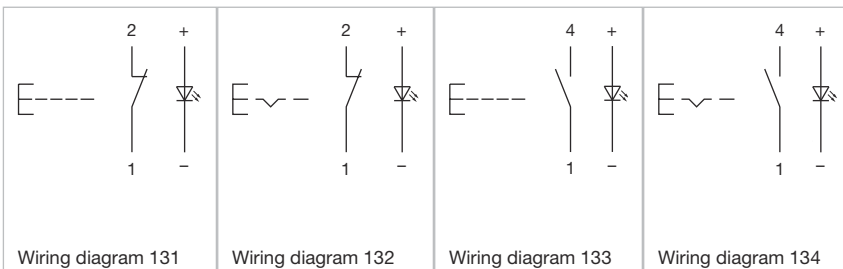 2 +
1 –
Wiring diagram 131
2 +
1 –
Wiring diagram 132
4 +
1 –
Wiring diagram 133
4 +
1 –
Wiring diagram 134